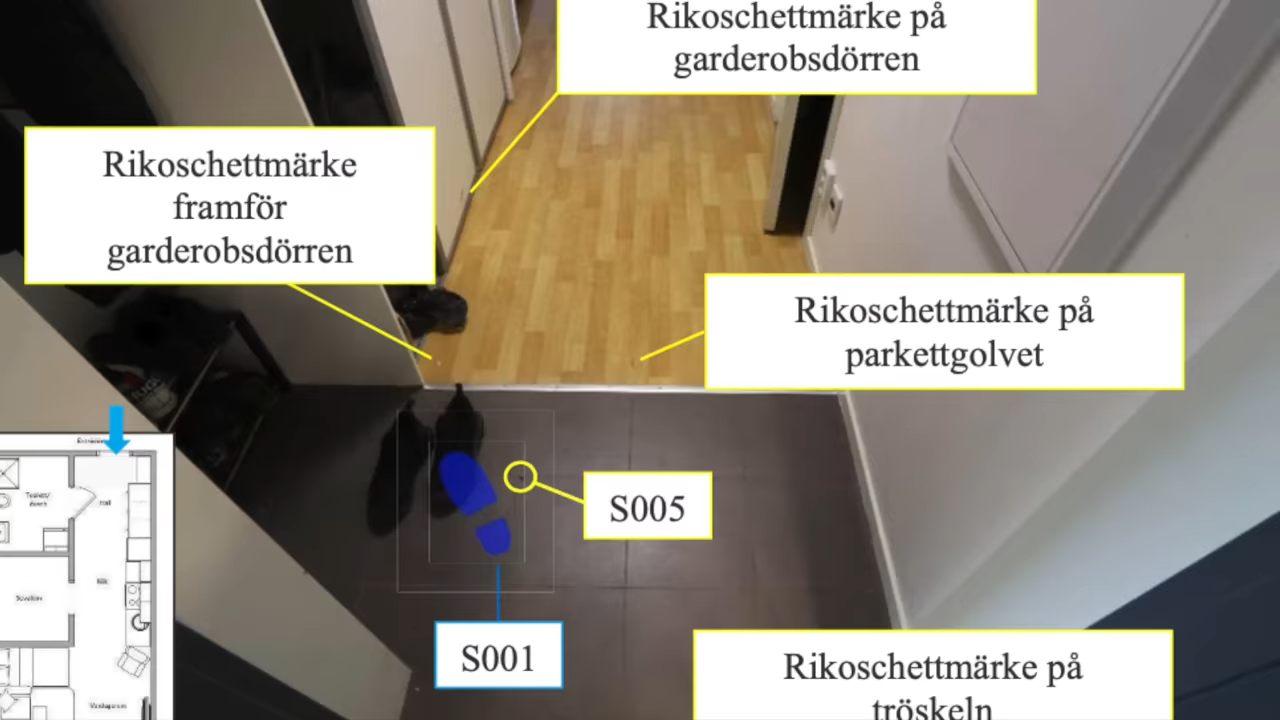 Rikoschettmärke på
garderobsdörren
Rikoschettmärke
framför
garderobsdörren
Rikoschettmärke på
parkettgolvet
S005
S001
Rikoschettmärke på
tröskeln